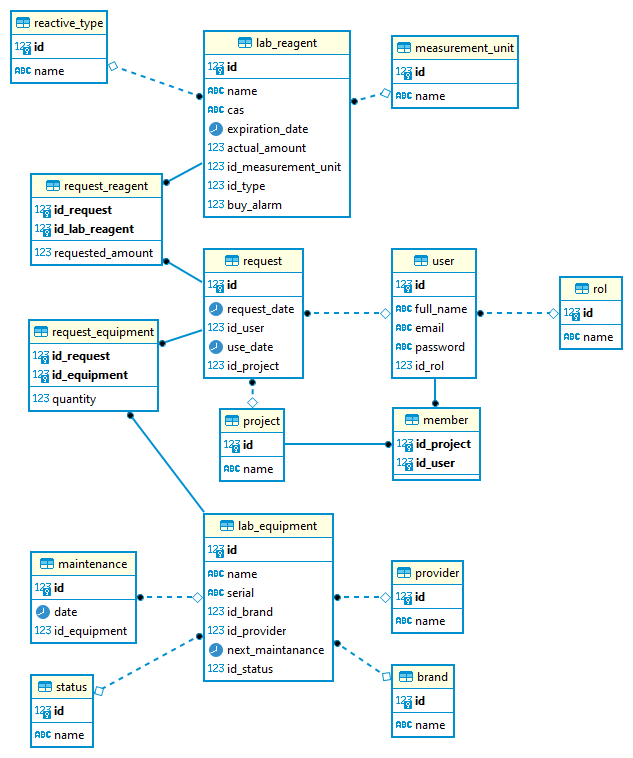 reactive_type
123 id
ABC name
lab_reagent
123 id
ABC name
ABC cas
expiration_date
123 actual_amount
123 id_measurement_unit
123 id_type
123 buy_alarm
measurement_unit
123 id
ABC name
request_reagent
123 id_request
123 id_lab_reagent
123 requested_amount
request
123 id
request_date
123 id_user
use_date
123 id_project
user
123 id
ABC full_name
ABC email
ABC password
123 id_rol
rol
123 id
ABC name
request_equipment
123 id_request
123 id_equipment
123 quantity
project
123 id
ABC name
member
123 id_project
123 id_user
lab_equipment
123 id
ABC name
ABC serial
123 id_brand
123 id_provider
next_maintanance
123 id_status
maintenance
123 id
date
123 id_equipment
provider
123 id
ABC name
status
123 id
ABC name
brand
123 id
ABC name